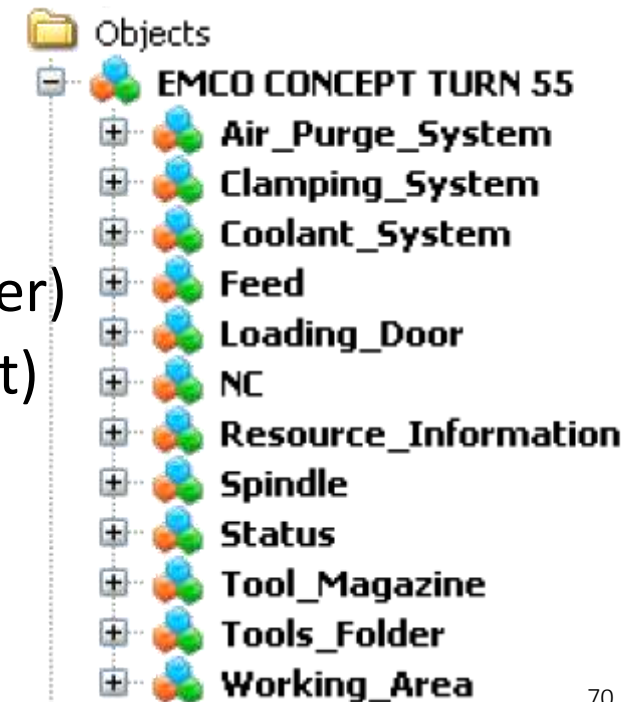 Objects
EMCO CONCEPT TURN 55
Air_Purge_System
Clamping_System
Coolant_System
er)
Feed
Loading_Door
t)
NC
Resource_Information
Spindle
Status
Tool_Magazine
Tools_Folder
Working_Area
70